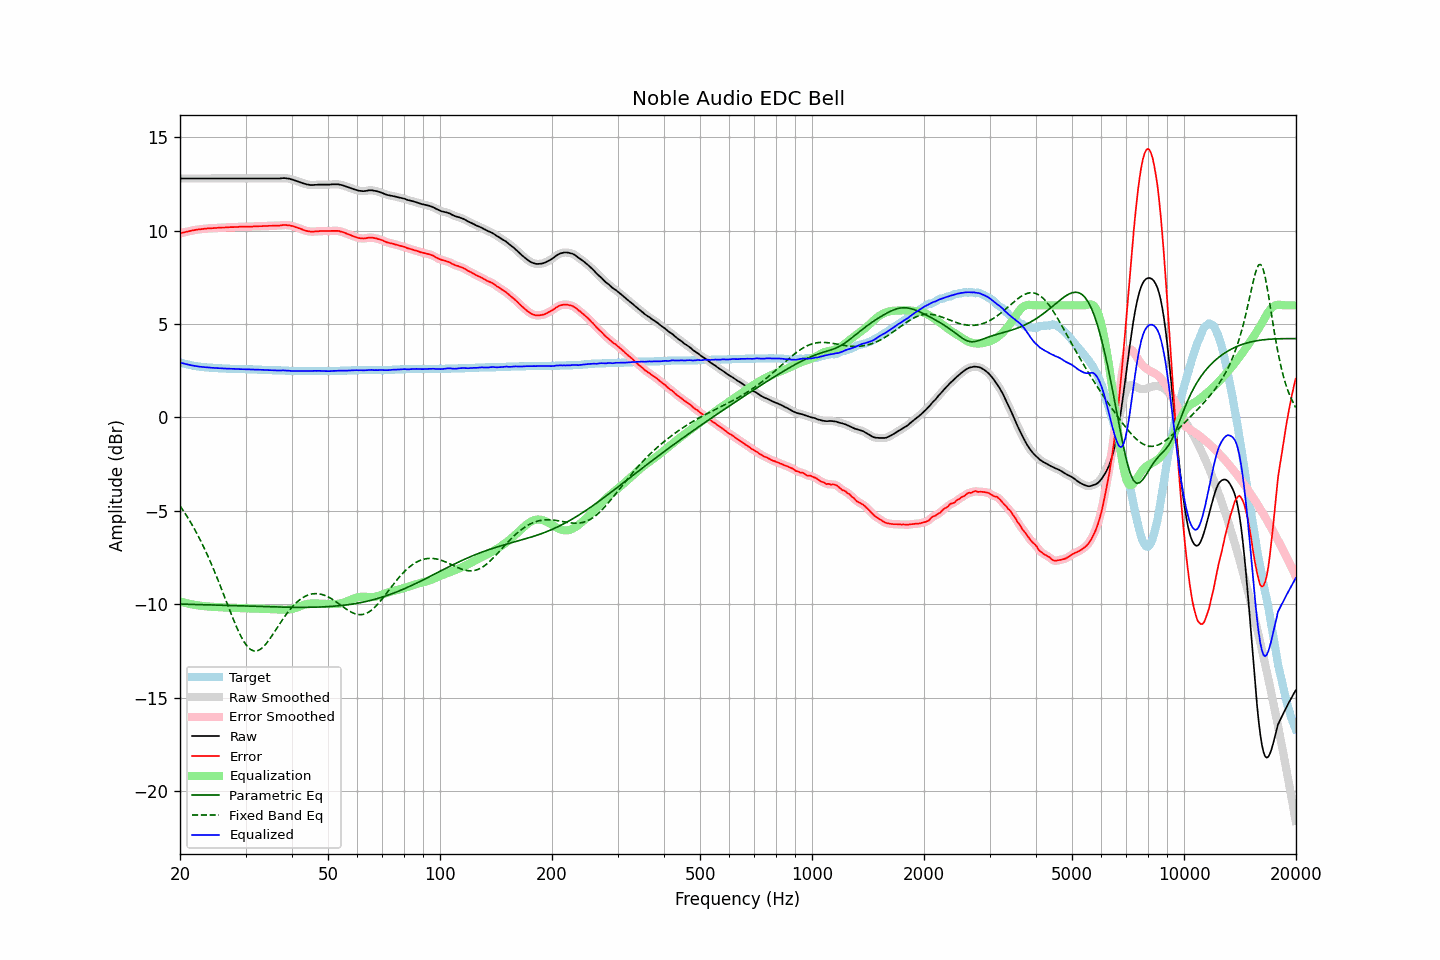 Noble Audio EDC Bell
15
10
5
0
−5
−10
−15
−20
Amplitude (dBr)
Target
Raw Smoothed
Error Smoothed
Raw
Error
Equalization
Parametric Eq
Fixed Band Eq
Equalized
20 50 100 200 500 1000 2000 5000 10000 20000
Frequency (Hz)